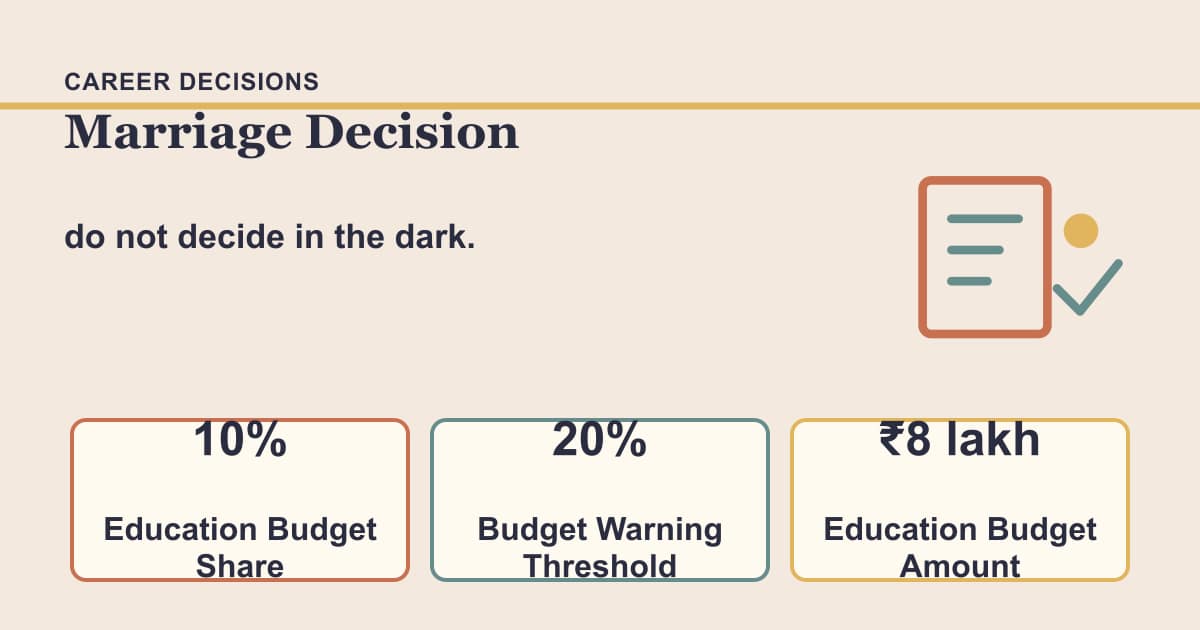 CAREER DECISIONS
Marriage Decision
do not decide in the dark.
10%
Education Budget
Share
20%
Budget Warning
Threshold
₹8 lakh
Education Budget
Amount